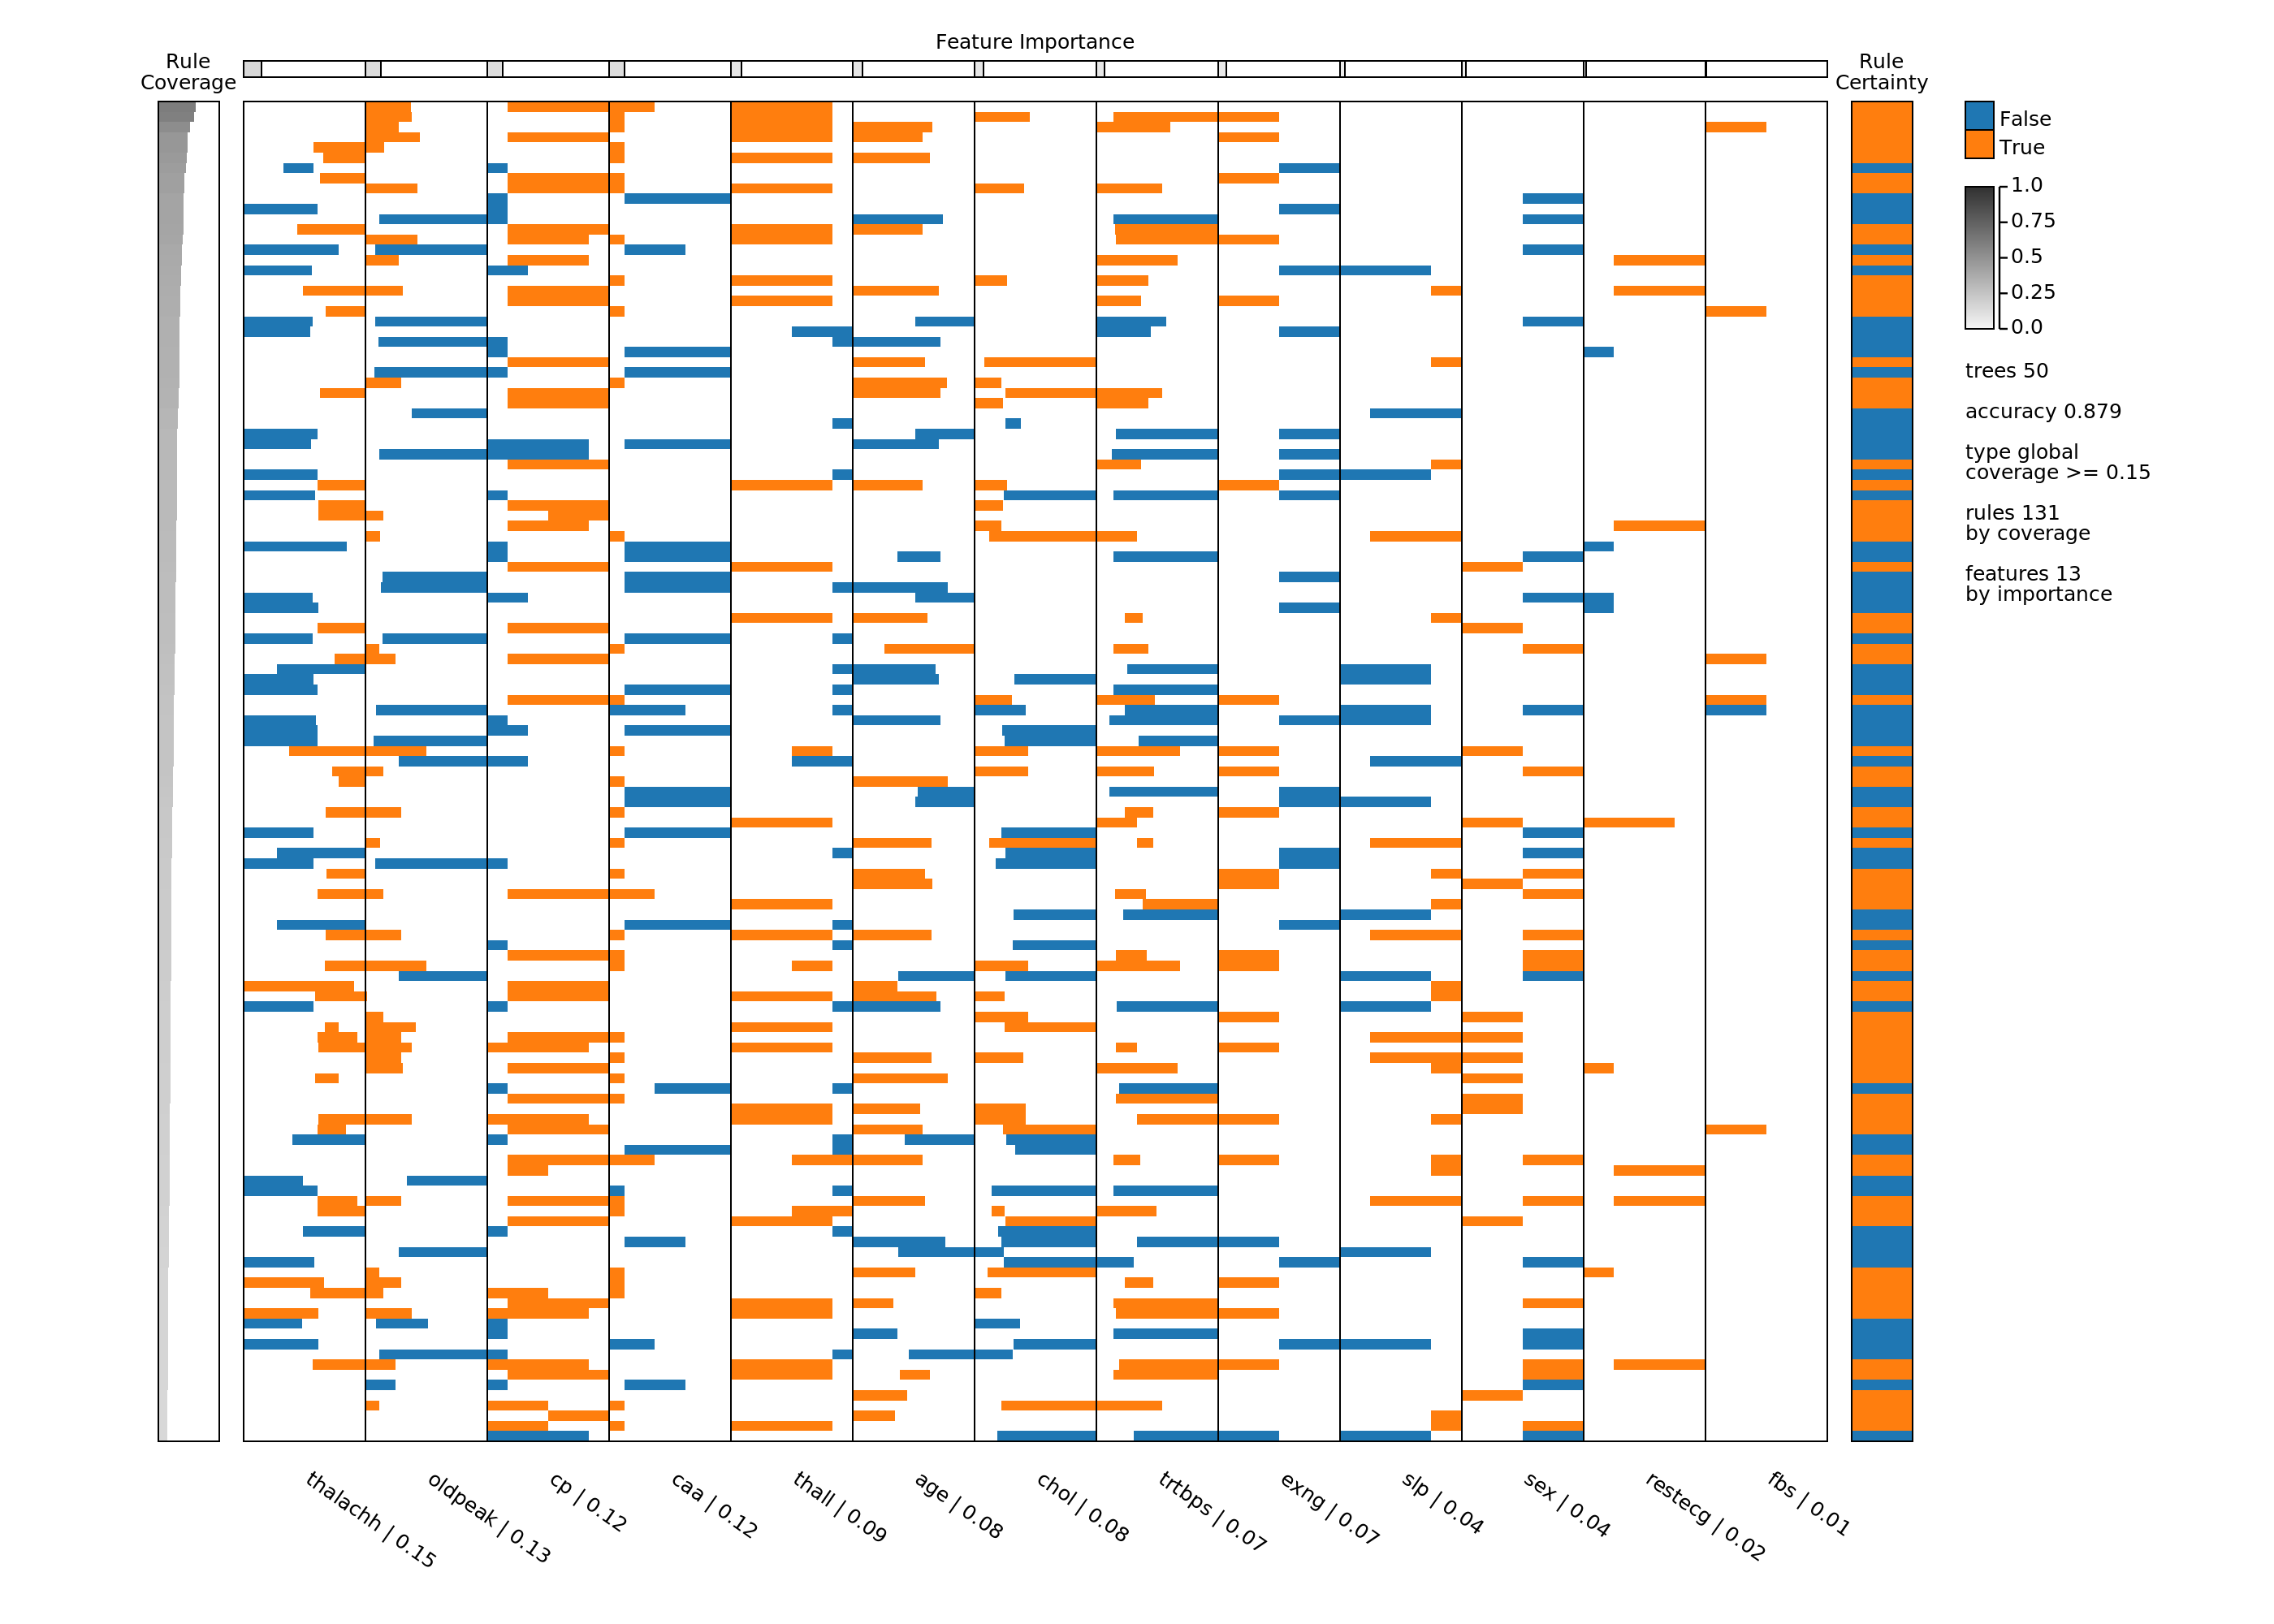 Feature Importance
Rule
Coverage
Rule
Certainty
False
True
1.0
0.75
0.5
0.25
0.0
trees 50
accuracy 0.879
type global
coverage >= 0.15
rules 131
by coverage
features 13
by importance
thalachh | 0.15
oldpeak | 0.13
cp | 0.12
caa | 0.12
thall | 0.09
age | 0.08
chol | 0.08
trtbps | 0.07
exng | 0.07
slp | 0.04
sex | 0.04
restecg | 0.02
fbs | 0.01